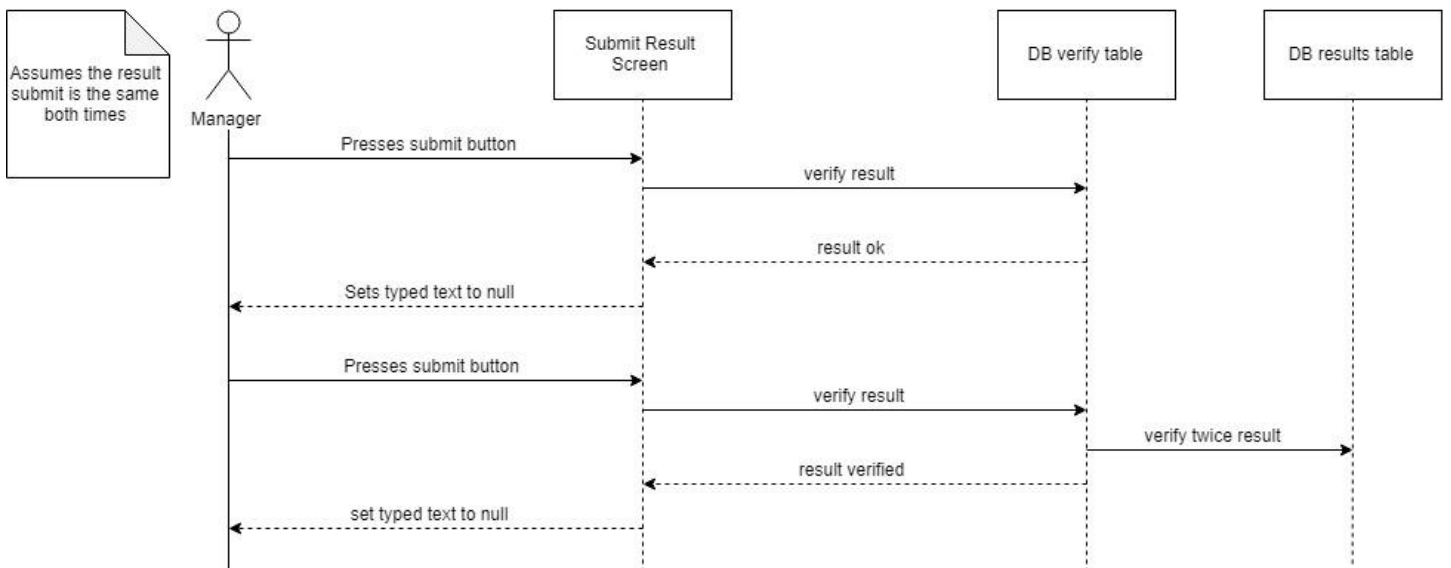 Assumes the result
submit is the same
both times
Manager
Submit Result
Screen
DB verify table
DB results table
Presses submit button
verify result
result ok
Sets typed text to null
Presses submit button
verify result
verify twice result
result verified
set typed text to null